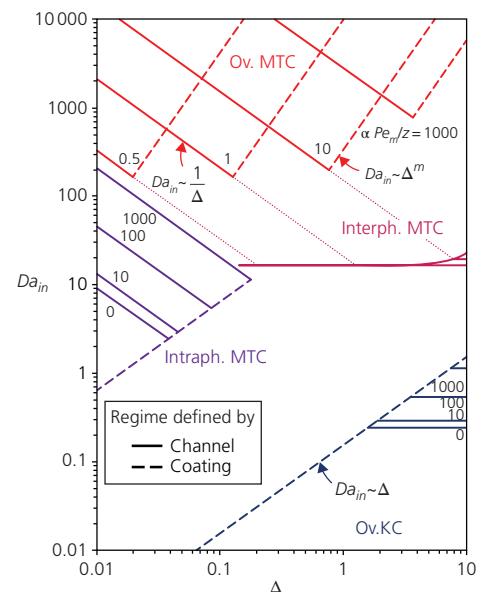 10 000
1000
100
10
1
0.1
0.01
Da_in
0.01
0.1
1
10
Δ
Ov. MTC
α Pe_m/z = 1000
0.5
Da_in~ 1/Δ
1
10
Da_in~Δ^m
Interph. MTC
1000
100
10
0
Intraph. MTC
Regime defined by
Channel
Coating
1000
100
10
0
Da_in~Δ
Ov.KC